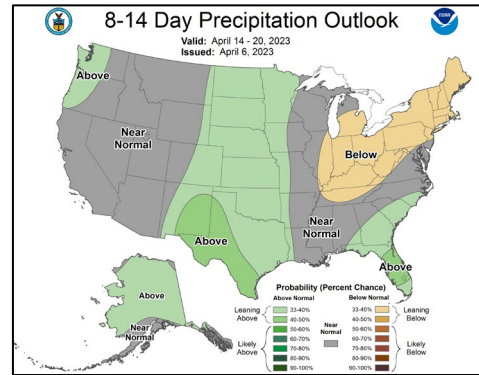 8-14 Day Precipitation Outlook
Valid: April 14 - 20, 2023
Issued: April 6, 2023
NOAA
Above
Near
Normal
Below
Above
Near
Normal
Above
Above
Near
Normal
Probability (Percent Chance)
Above Normal
Below Normal
Leaning
Above
33-40%
40-50%
50-60%
Likely
Above
60-70%
70-80%
80-90%
90-100%
Near
Normal
33-40%
40-50%
50-60%
60-70%
70-80%
80-90%
90-100%
Leaning
Below
Likely
Below